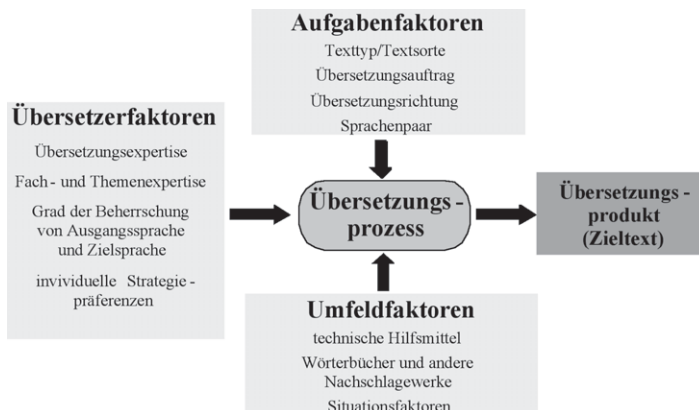 Aufgabenfaktoren
Texttyp/Textsorte
Übersetzungsauftrag
Übersetzungsrichtung
Sprachenpaar
Übersetzerfaktoren
Übersetzungsexpertise
Fach - und Themenexpertise
Grad der Beherrschung
von Ausgangssprache
und Zielsprache
invividuelle Strategie -
präferenzen
Übersetzungs -
prozess
Übersetzungs -
produkt
(Zieltext)
Umfeldfaktoren
technische Hilfsmittel
Wörterbücher und andere
Nachschlagewerke
Situationsfaktoren